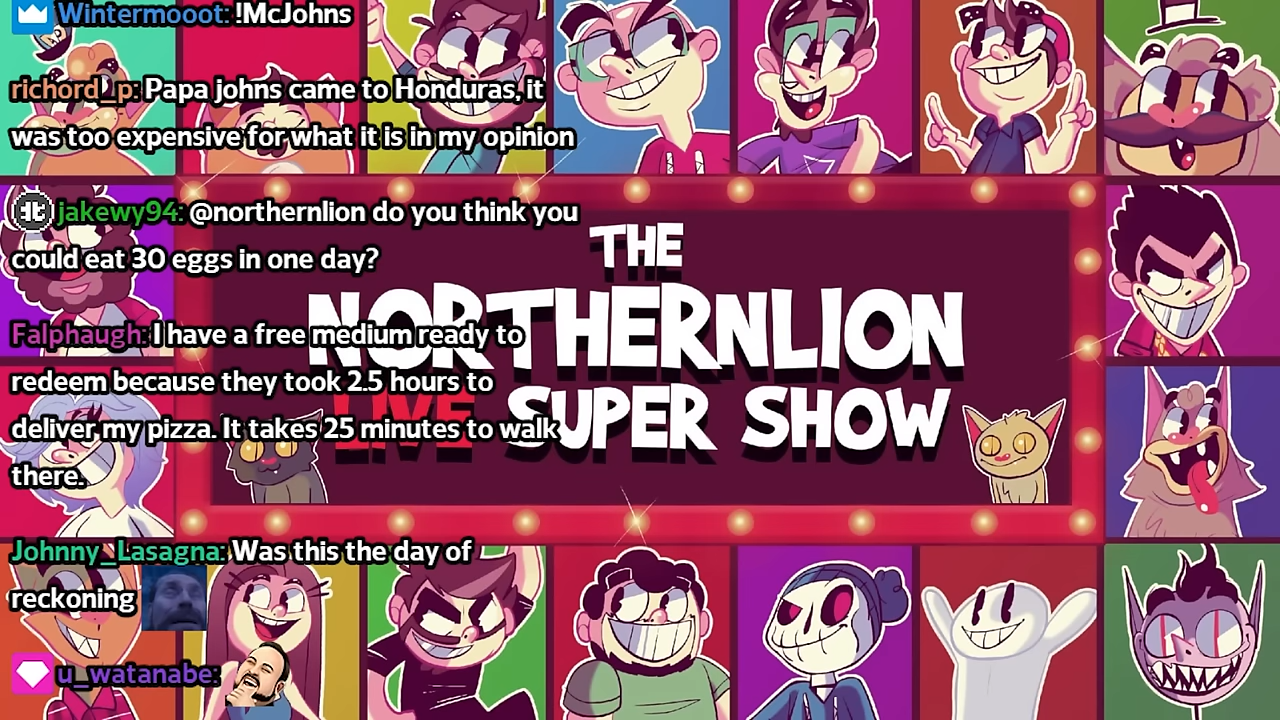 Wintermooot: !McJohns
richord_p: Papa johns came to Honduras, it
was too expensive for what it is in my opinion
jakewy94: @northernlion do you think you
could eat 30 eggs in one day?
Falphaugh: I have a free medium ready to
redeem because they took 2.5 hours to
deliver my pizza. It takes 25 minutes to walk
there.
Johnny_Lasagna: Was this the day of
reckoning
u_watanabe:
THE
NORTHERNLION
LIVE SUPER SHOW